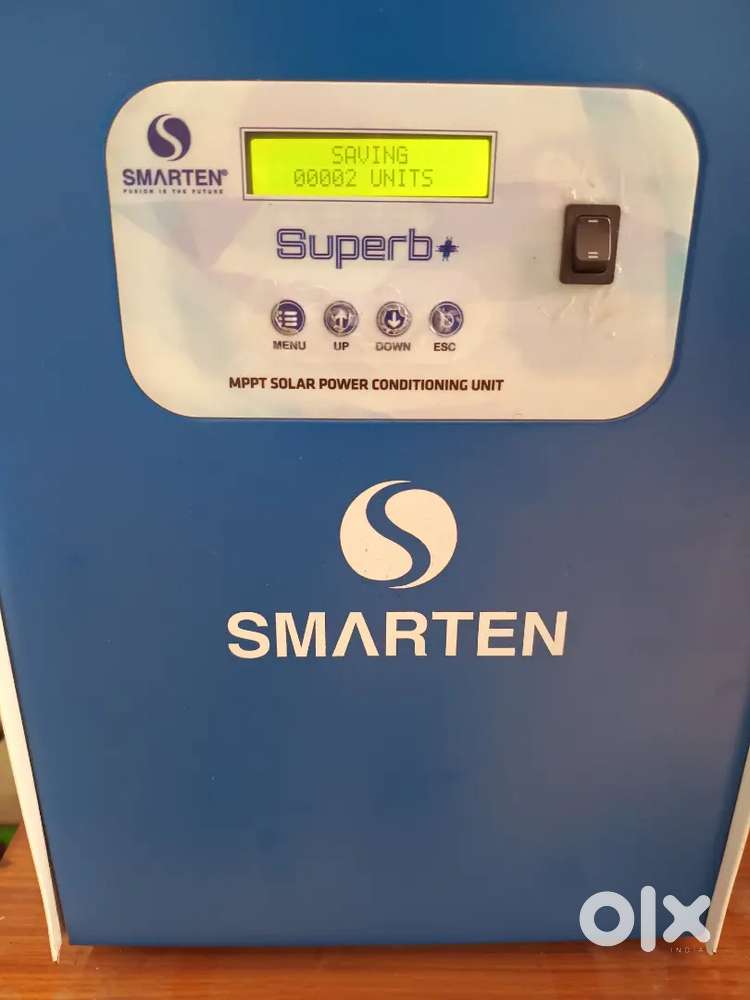 SAVING
00002 UNITS
SMARTEN®
FUSION IS THE FUTURE
Superb+
MENU UP DOWN ESC
MPPT SOLAR POWER CONDITIONING UNIT
SMARTEN
olx
INDIA